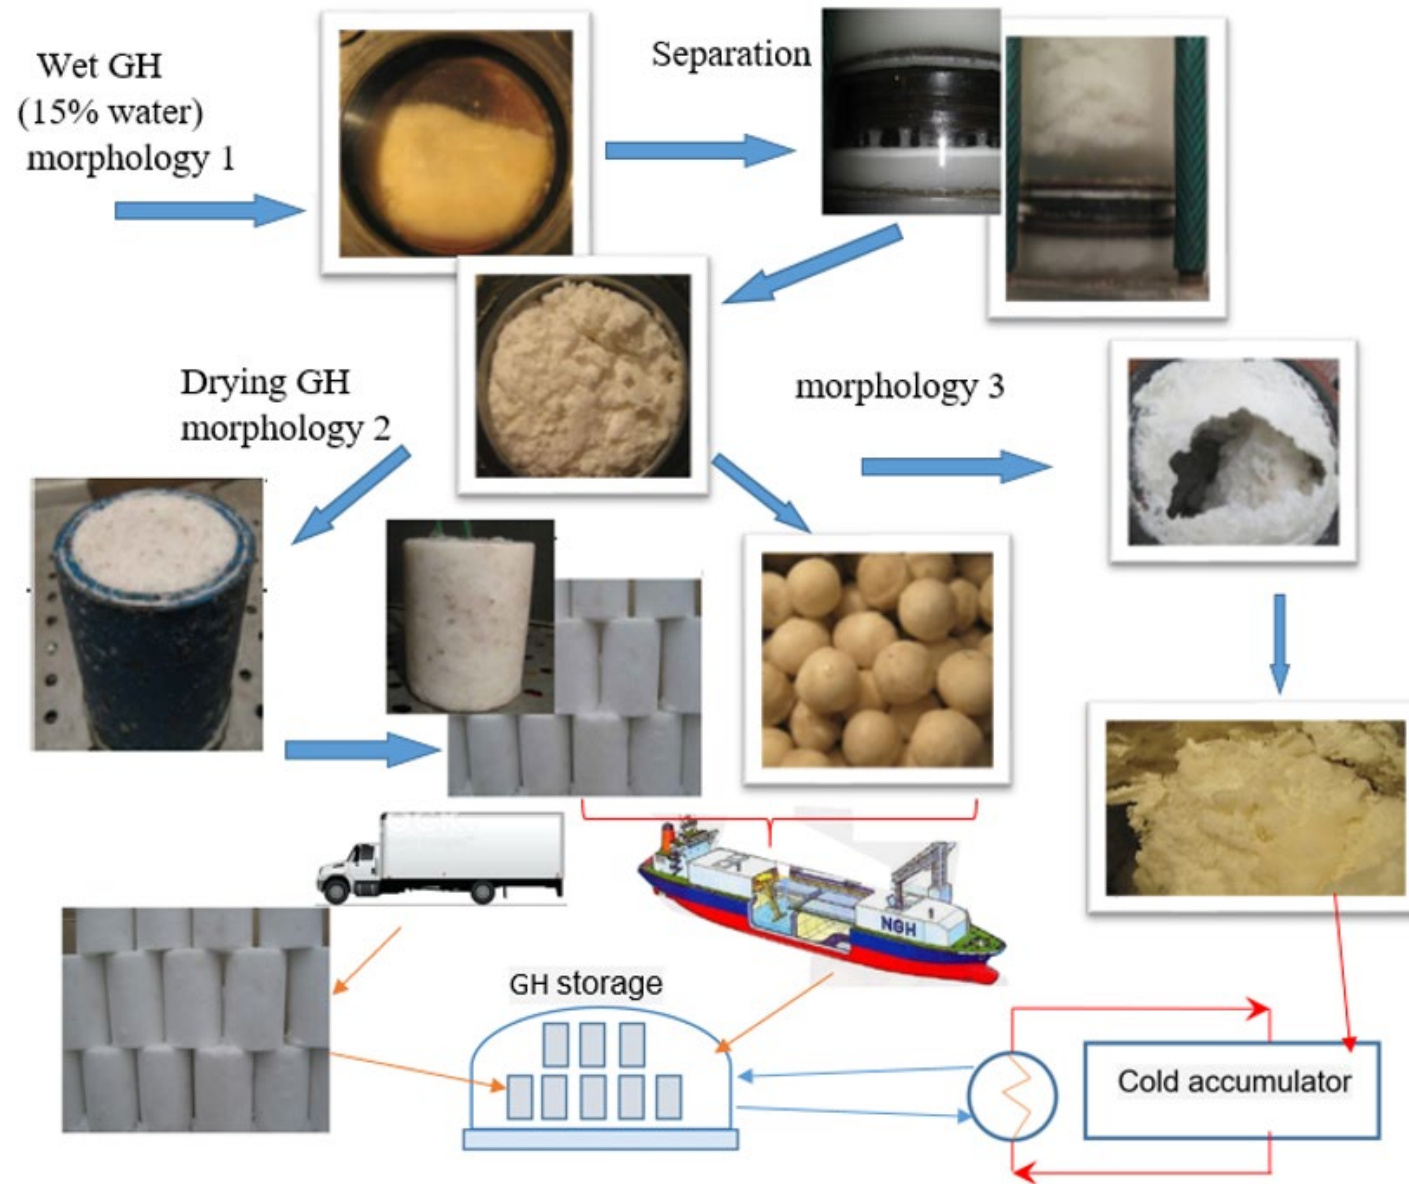 Wet GH
(15% water)
morphology 1
Separation
Drying GH
morphology 2
morphology 3
NGH
GH storage
Cold accumulator